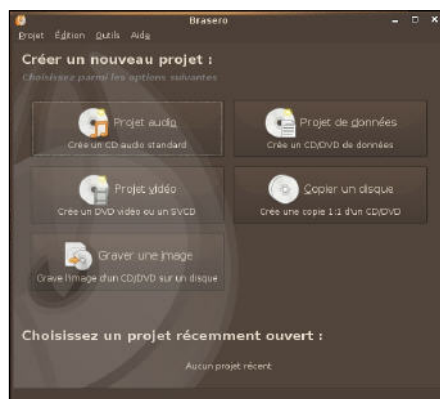 Brasero
Projet Édition Outils Aide
Créer un nouveau projet :
Choisissez parmi les options suivantes
Projet audio
Crée un CD audio standard
Projet de données
Crée un CD/DVD de données
Projet vidéo
Crée un DVD vidéo ou un SVCD
Copier un disque
Crée une copie 1:1 d'un CD/DVD
Graver une image
Grave l'image d'un CD/DVD sur un disque
Choisissez un projet récemment ouvert :
Aucun projet récent